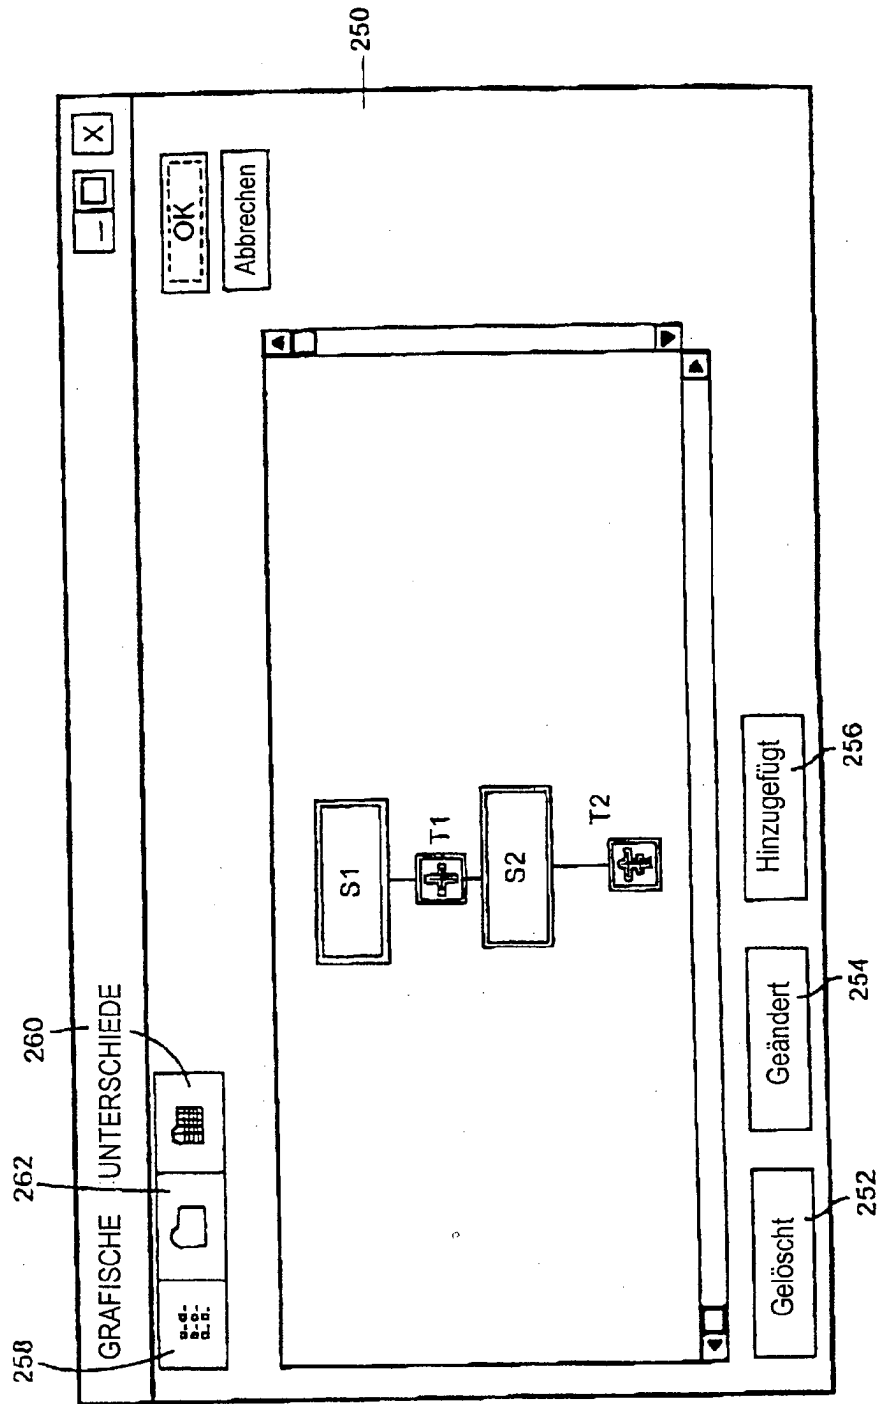 258
262
260
GRAFISCHE UNTERSCHIEDE
_
X
OK
Abbrechen
250
S1
T1
S2
T2
Gelöscht
Geändert
Hinzugefügt
252
254
256